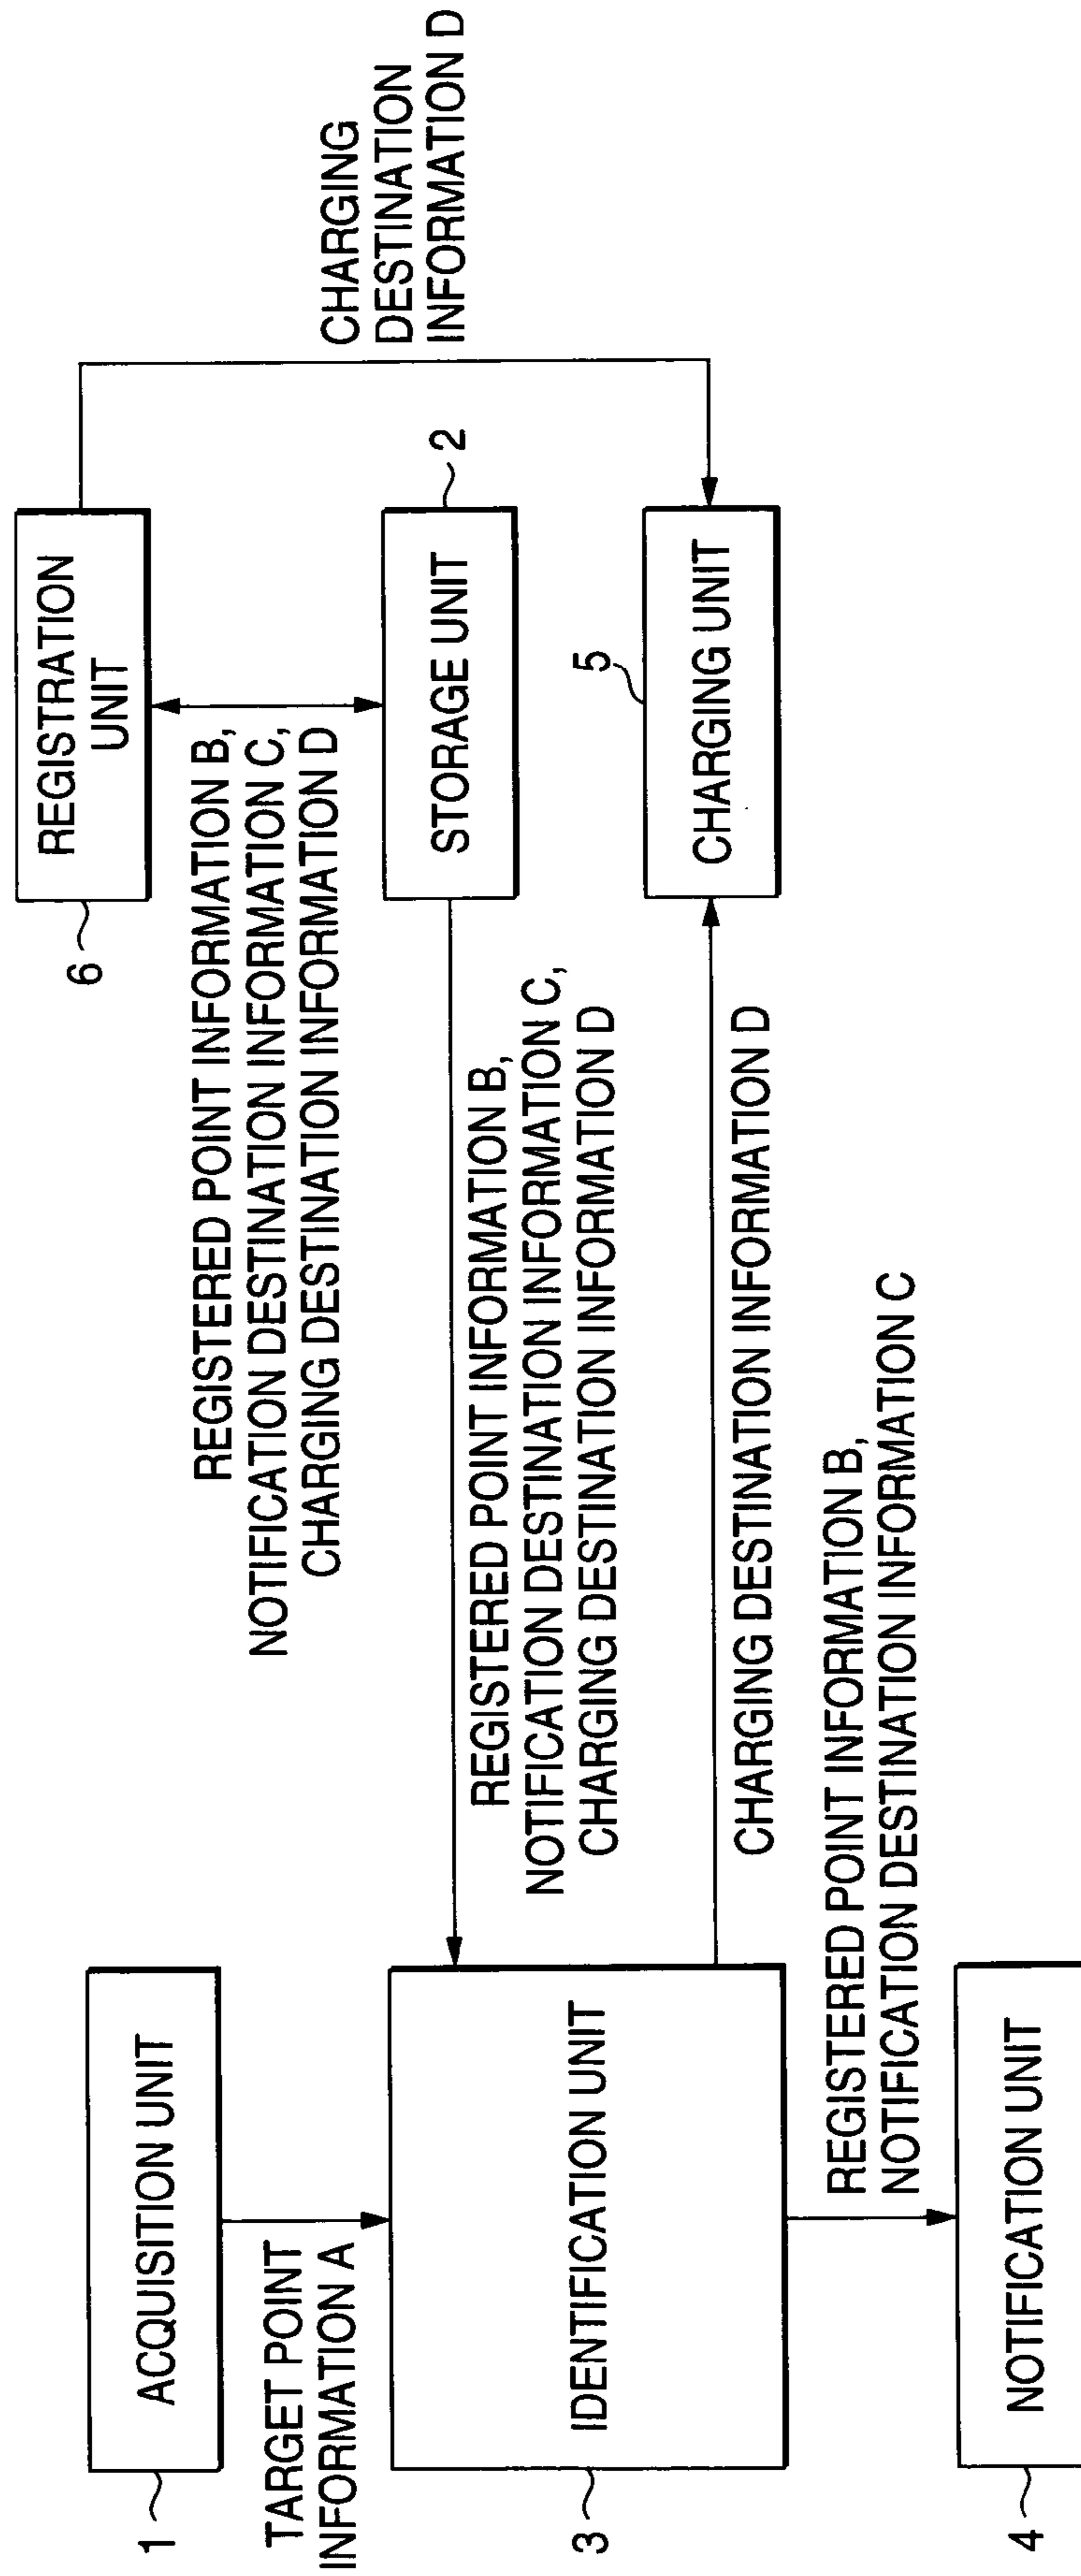 1
ACQUISITION UNIT
TARGET POINT
INFORMATION A
3
IDENTIFICATION UNIT
4
NOTIFICATION UNIT
REGISTERED POINT INFORMATION B,
NOTIFICATION DESTINATION INFORMATION C
6
REGISTRATION
UNIT
REGISTERED POINT INFORMATION B,
NOTIFICATION DESTINATION INFORMATION C,
CHARGING DESTINATION INFORMATION D
STORAGE UNIT
2
REGISTERED POINT INFORMATION B,
NOTIFICATION DESTINATION INFORMATION C,
CHARGING DESTINATION INFORMATION D
5
CHARGING UNIT
CHARGING DESTINATION INFORMATION D
CHARGING
DESTINATION
INFORMATION D